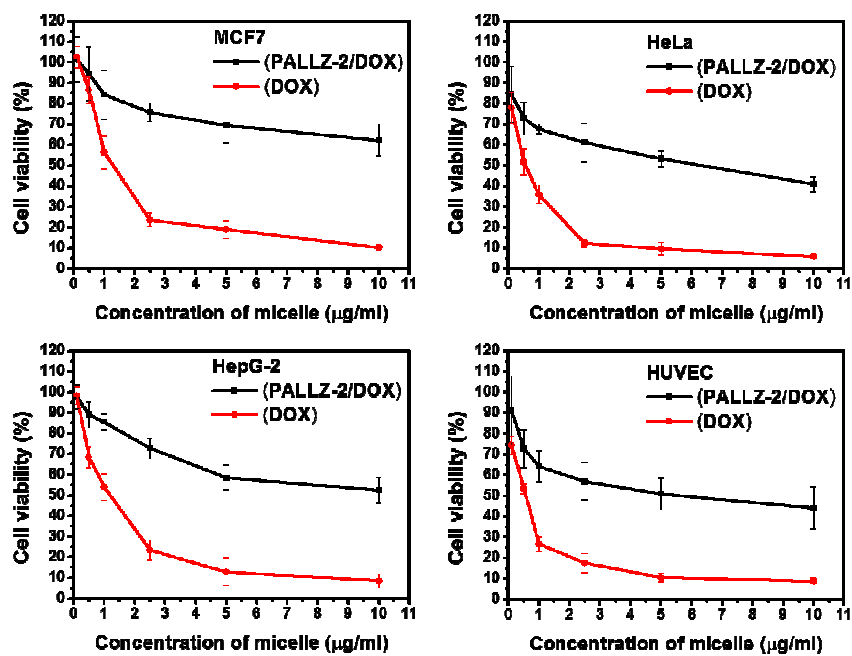 MCF7
(PALLZ-2/DOX)
(DOX)
Cell viability (%)
120
110
100
90
80
70
60
50
40
30
20
10
0
0 1 2 3 4 5 6 7 8 9 10 11
Concentration of micelle (μg/ml)
HeLa
(PALLZ-2/DOX)
(DOX)
Cell viability (%)
120
110
100
90
80
70
60
50
40
30
20
10
0
0 1 2 3 4 5 6 7 8 9 10 11
Concentration of micelle (μg/ml)
HepG-2
(PALLZ-2/DOX)
(DOX)
Cell viability (%)
120
110
100
90
80
70
60
50
40
30
20
10
0
0 1 2 3 4 5 6 7 8 9 10 11
Concentration of micelle (μg/ml)
HUVEC
(PALLZ-2/DOX)
(DOX)
Cell viability (%)
120
110
100
90
80
70
60
50
40
30
20
10
0
0 1 2 3 4 5 6 7 8 9 10 11
Concentration of micelle (μg/ml)